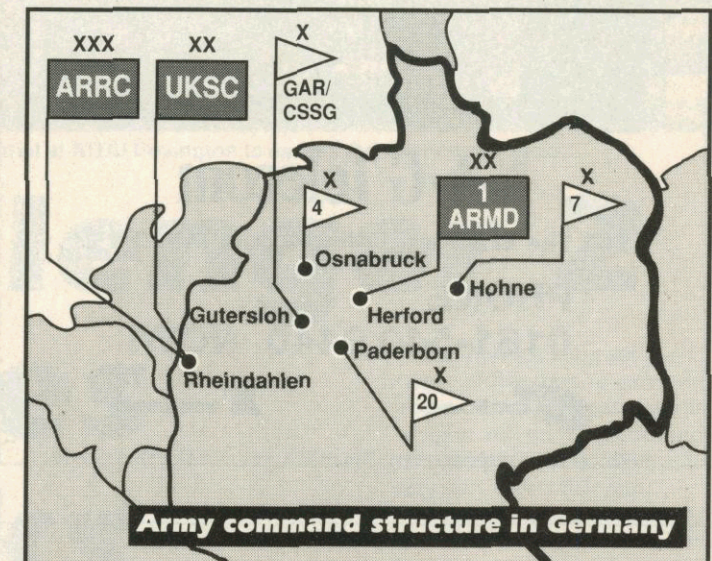 XXX
ARRC
XX
UKSC
X
GAR/
CSSG
X
4
XX
1
ARMD
X
7
Osnabruck
Hohne
Gutersloh
Herford
Paderborn
Rheindahlen
X
20
Army command structure in Germany